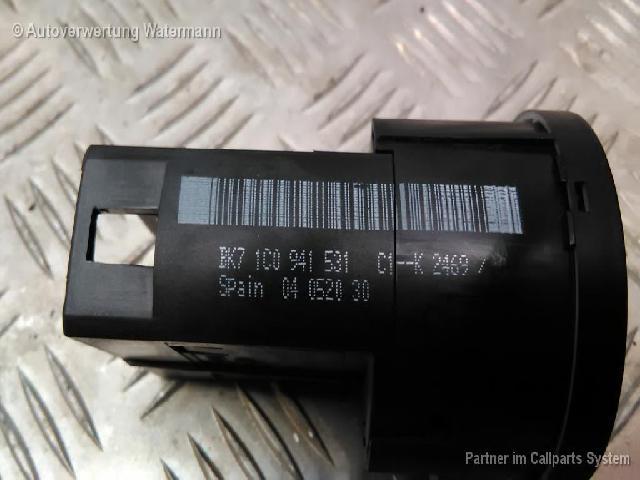 © Autoverwertung Watermann
BK7 1C0 941 531 C1--K 2469 /
Spain 04 0520 30
Partner im Callparts System